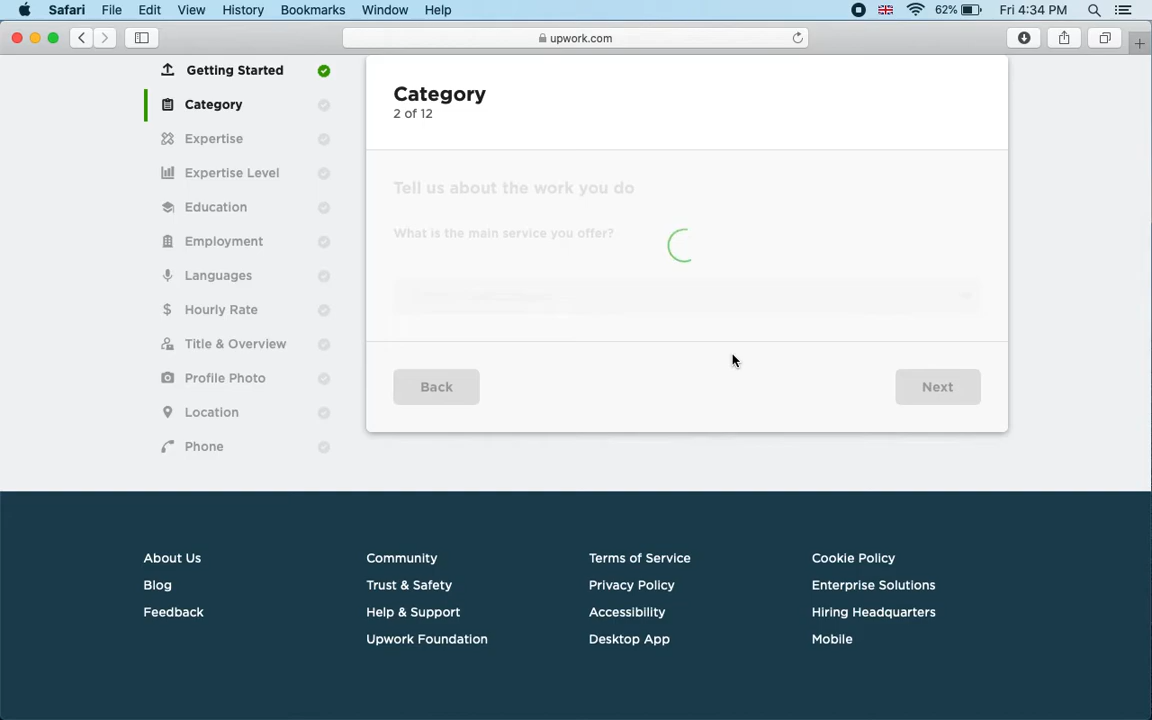 Safari File Edit View History Bookmarks Window Help 62% Fri 4:34 PM
upwork.com
Getting Started
Category
Expertise
Expertise Level
Education
Employment
Languages
Hourly Rate
Title & Overview
Profile Photo
Location
Phone
Category
2 of 12
Tell us about the work you do
What is the main service you offer?
Back
Next
About Us
Blog
Feedback
Community
Trust & Safety
Help & Support
Upwork Foundation
Terms of Service
Privacy Policy
Accessibility
Desktop App
Cookie Policy
Enterprise Solutions
Hiring Headquarters
Mobile